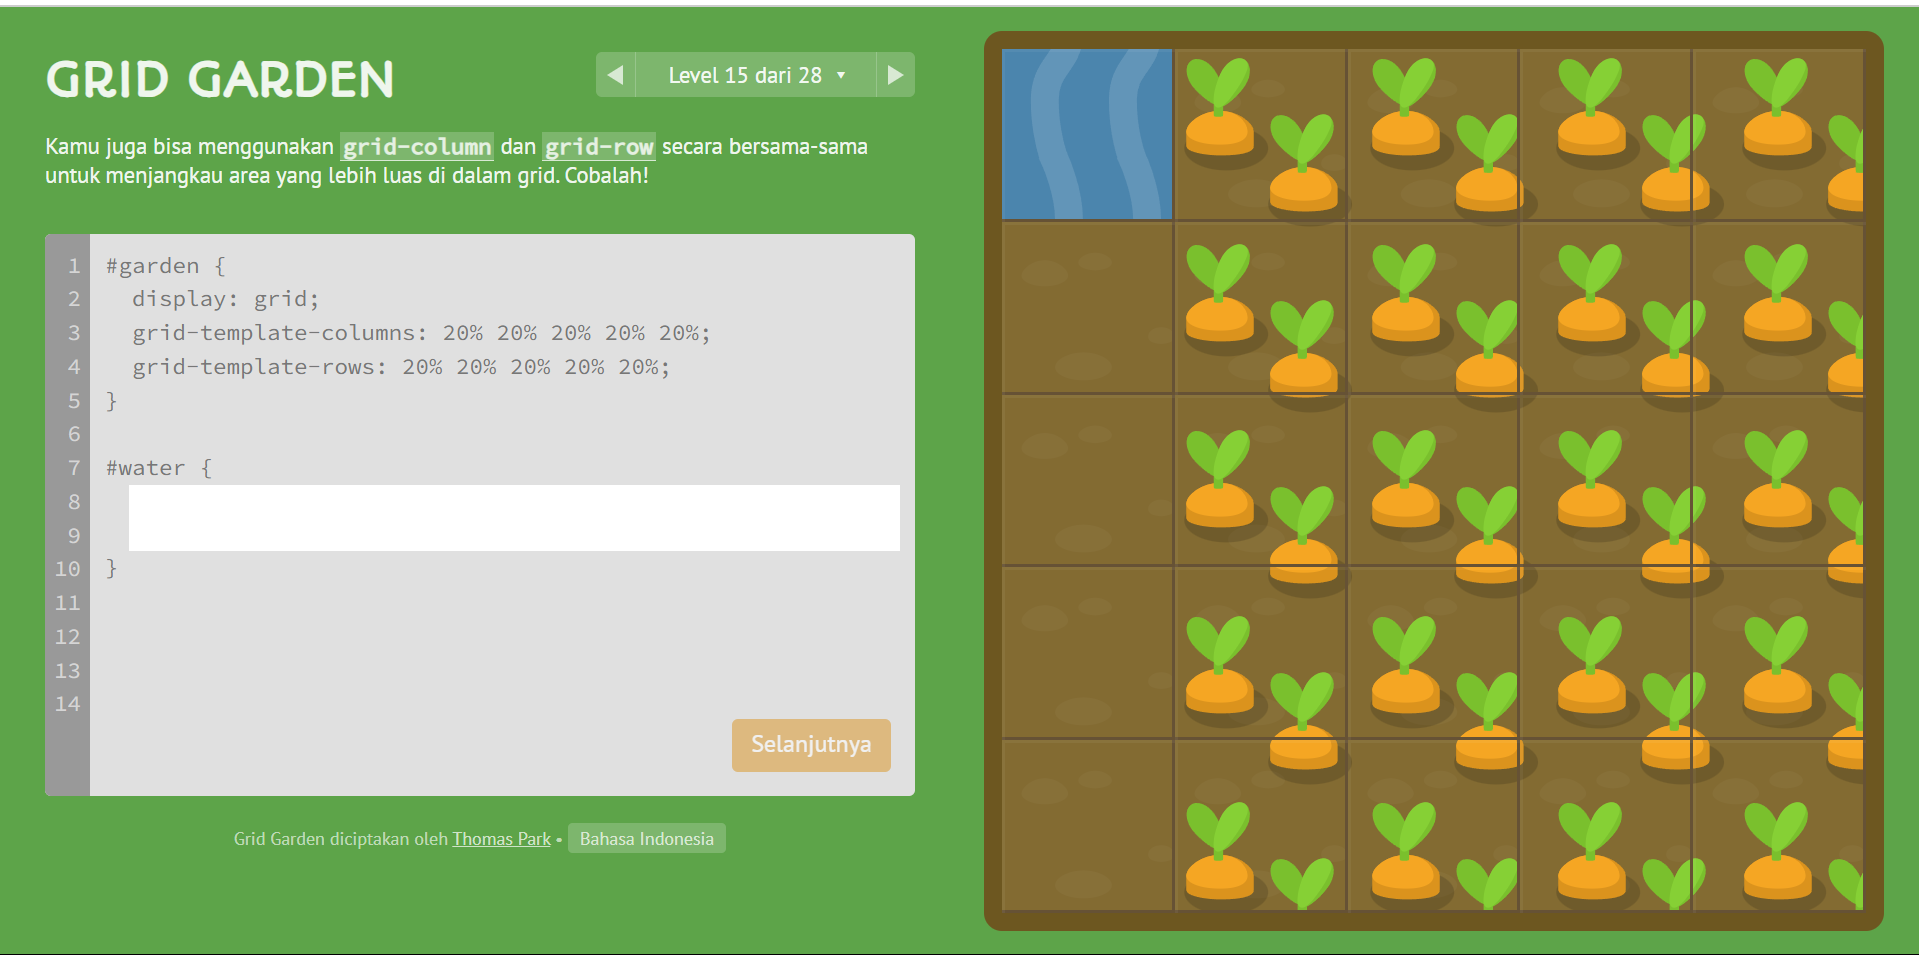 GRID GARDEN
Level 15 dari 28
Kamu juga bisa menggunakan grid-column dan grid-row secara bersama-sama
untuk menjangkau area yang lebih luas di dalam grid. Cobalah!
1 #garden {
2 display: grid;
3 grid-template-columns: 20% 20% 20% 20% 20%;
4 grid-template-rows: 20% 20% 20% 20% 20%;
5 }
6
7 #water {
8
9
10 }
11
12
13
14
Selanjutnya
Grid Garden diciptakan oleh Thomas Park • Bahasa Indonesia